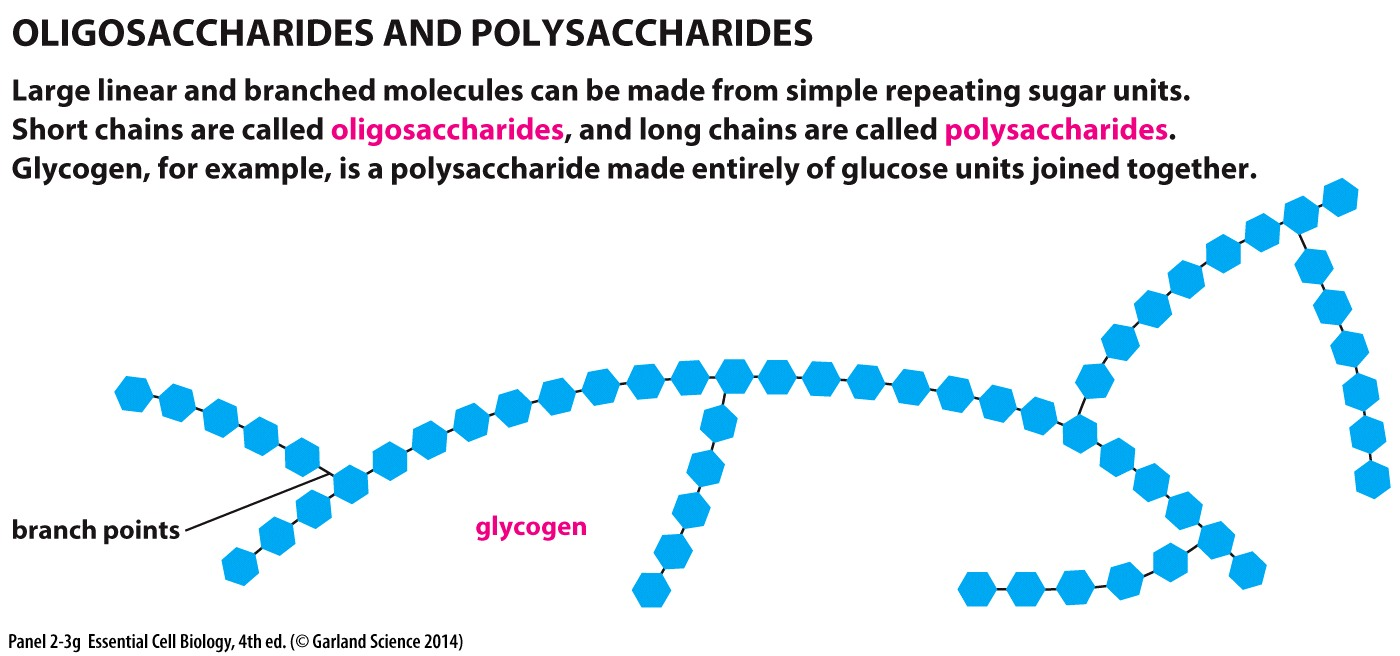 OLIGOSACCHARIDES AND POLYSACCHARIDES
Large linear and branched molecules can be made from simple repeating sugar units.
Short chains are called oligosaccharides, and long chains are called polysaccharides.
Glycogen, for example, is a polysaccharide made entirely of glucose units joined together.
branch points
glycogen
Panel 2-3g Essential Cell Biology, 4th ed. (© Garland Science 2014)